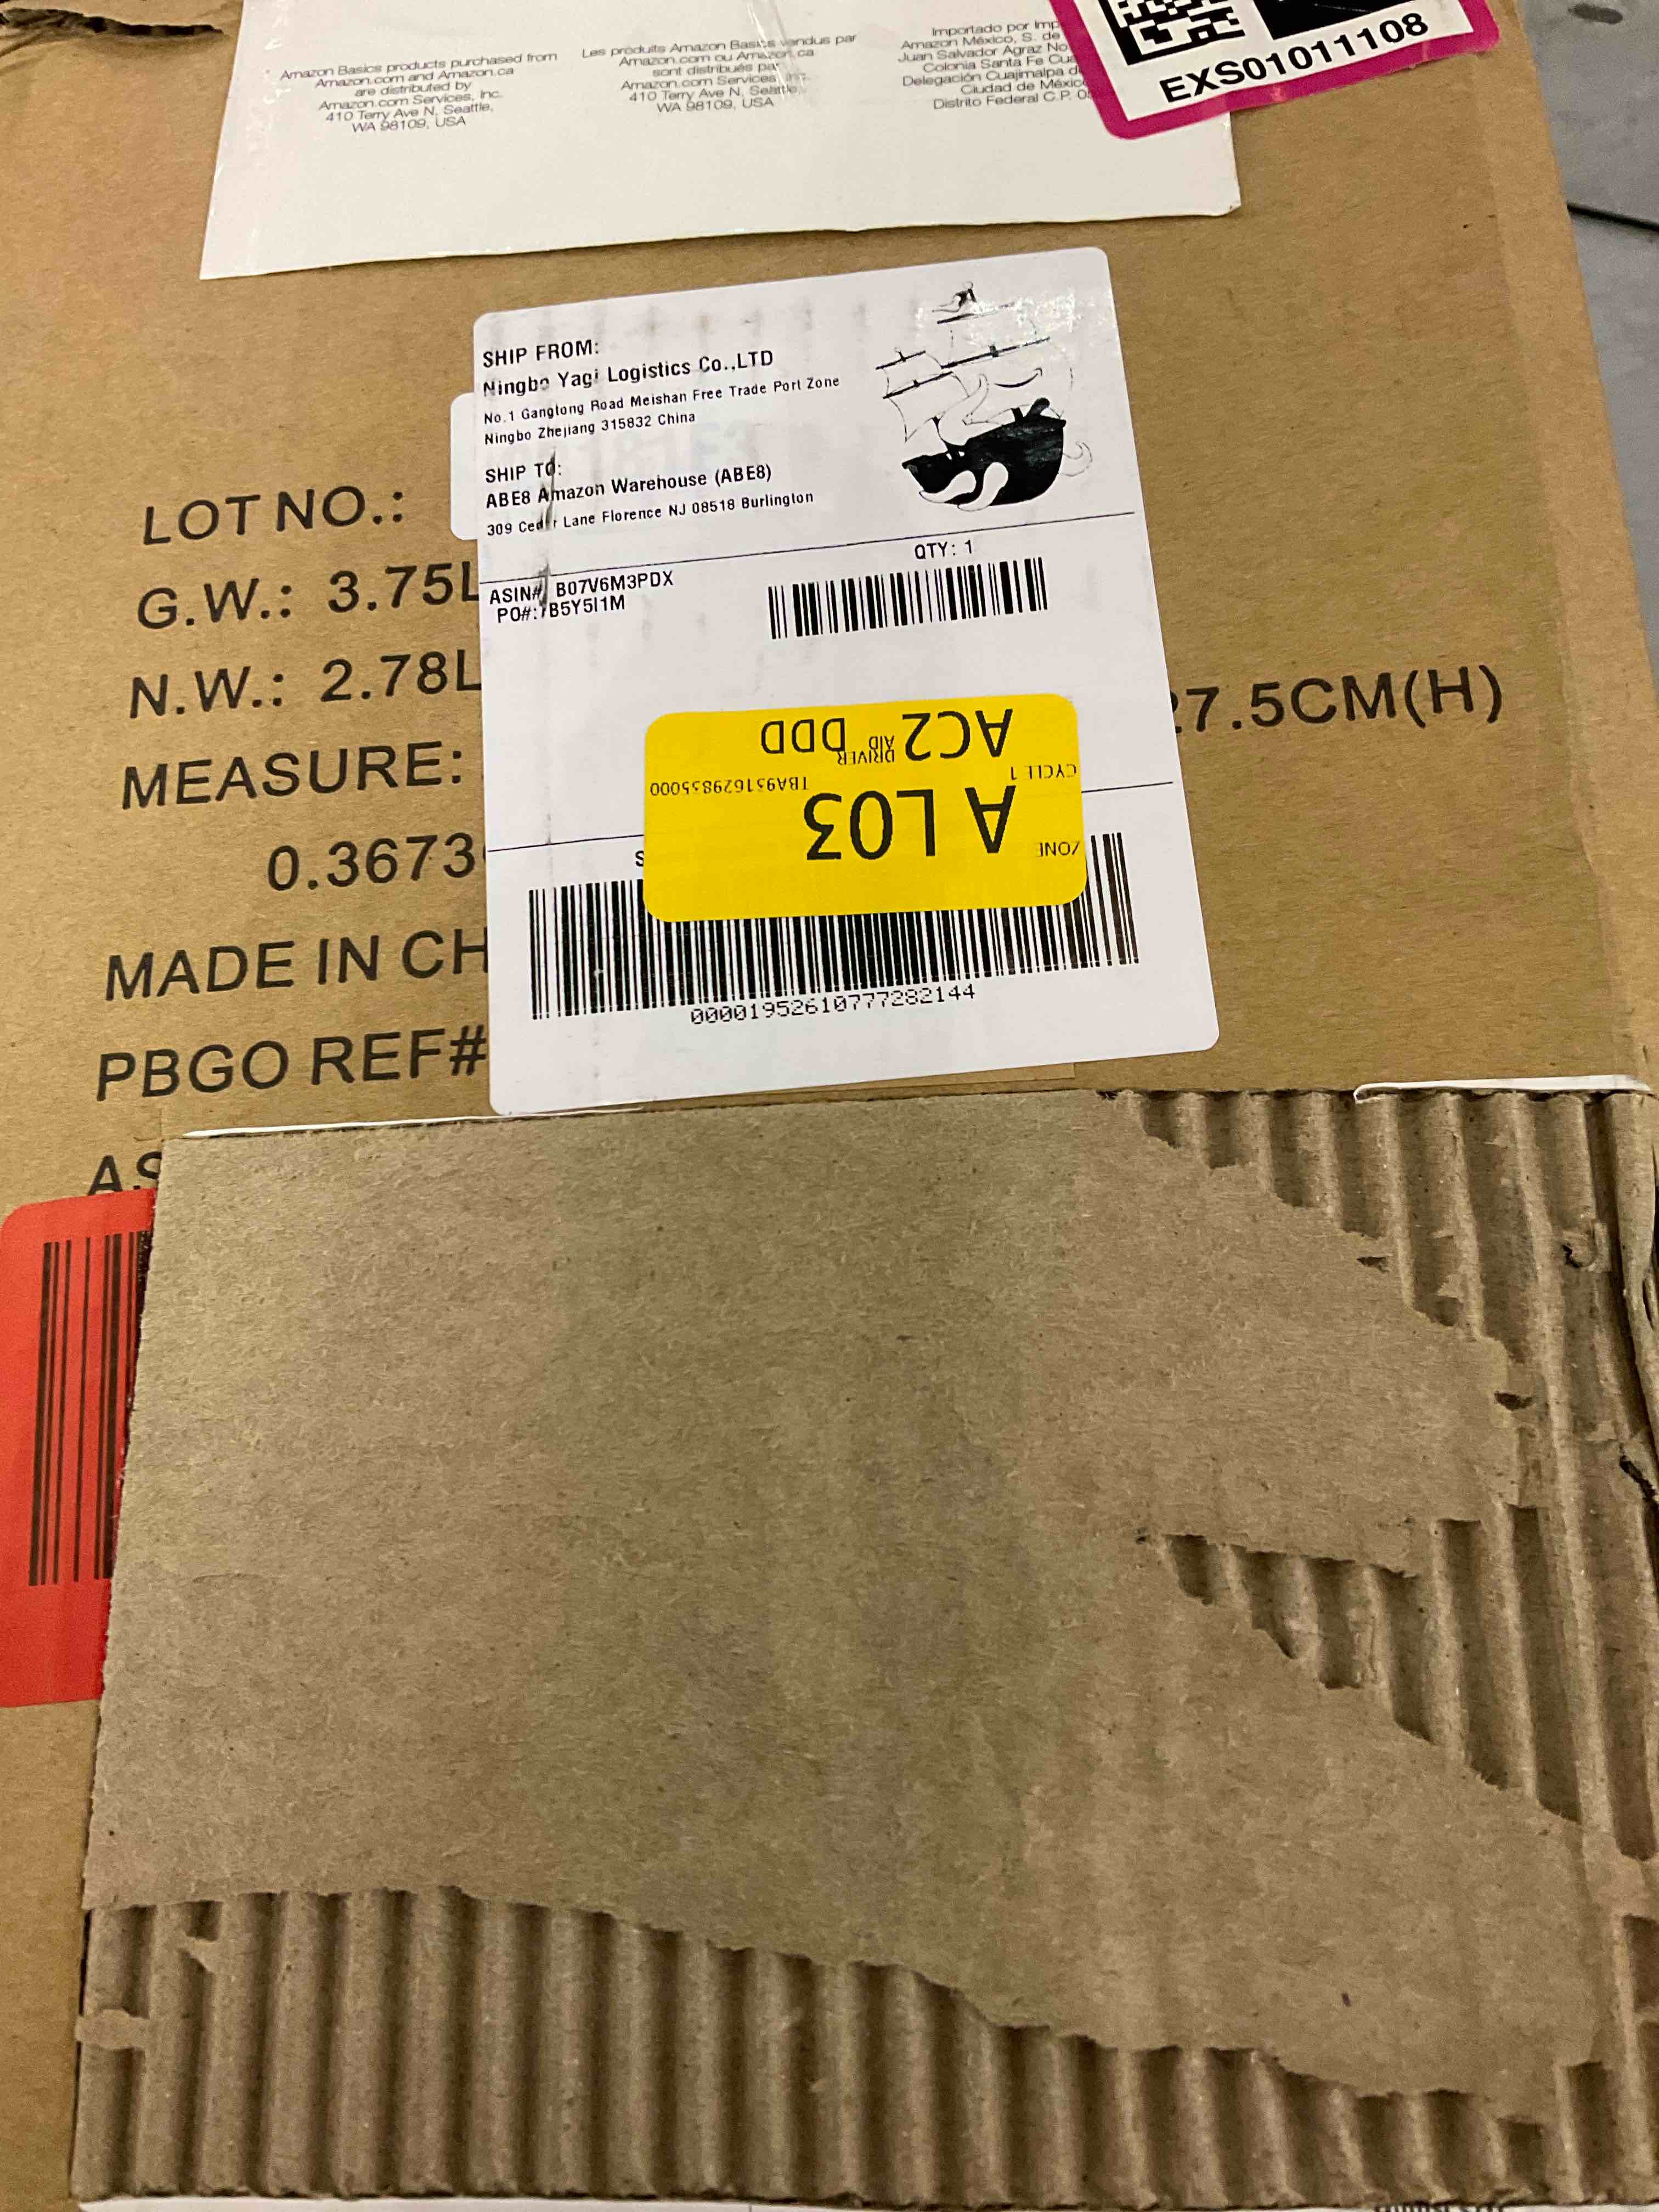 * Amazon Basics products purchased from
Amazon.com and Amazon.ca
are distributed by
Amazon.com Services, Inc.
410 Terry Ave N. Seattle,
WA 98109, USA
Les produits Amazon Basics vendus par
Amazon.com ou Amazon.ca
sont distribués par
Amazon.com Services, Inc.
410 Terry Ave N. Seattle,
WA 98109, USA
Importado por Imp
Amazon México, S. de
Juan Salvador Agraz No
Colonia Santa Fe Cua
Delegación Cuajimalpa d
Ciudad de México
Distrito Federal C.P. 05
EXS01011108
SHIP FROM:
Ningbo Yagi Logistics Co.,LTD
No.1 Gangtong Road Meishan Free Trade Port Zone
Ningbo Zhejiang 315832 China
SHIP TO:
ABE8 Amazon Warehouse (ABE8)
309 Cedar Lane Florence NJ 08518 Burlington
QTY: 1
ASIN#: B07V6M3PDX
PO#: 7B5Y5I1M
LOT NO.:
G.W.: 3.75L
N.W.: 2.78L
MEASURE: 27.5CM(H)
0.3673
MADE IN CH
PBGO REF#
AS
ZONE
A L03
CYCLE 1
DRIVER AID
AC2 DDD
00001952610777282144